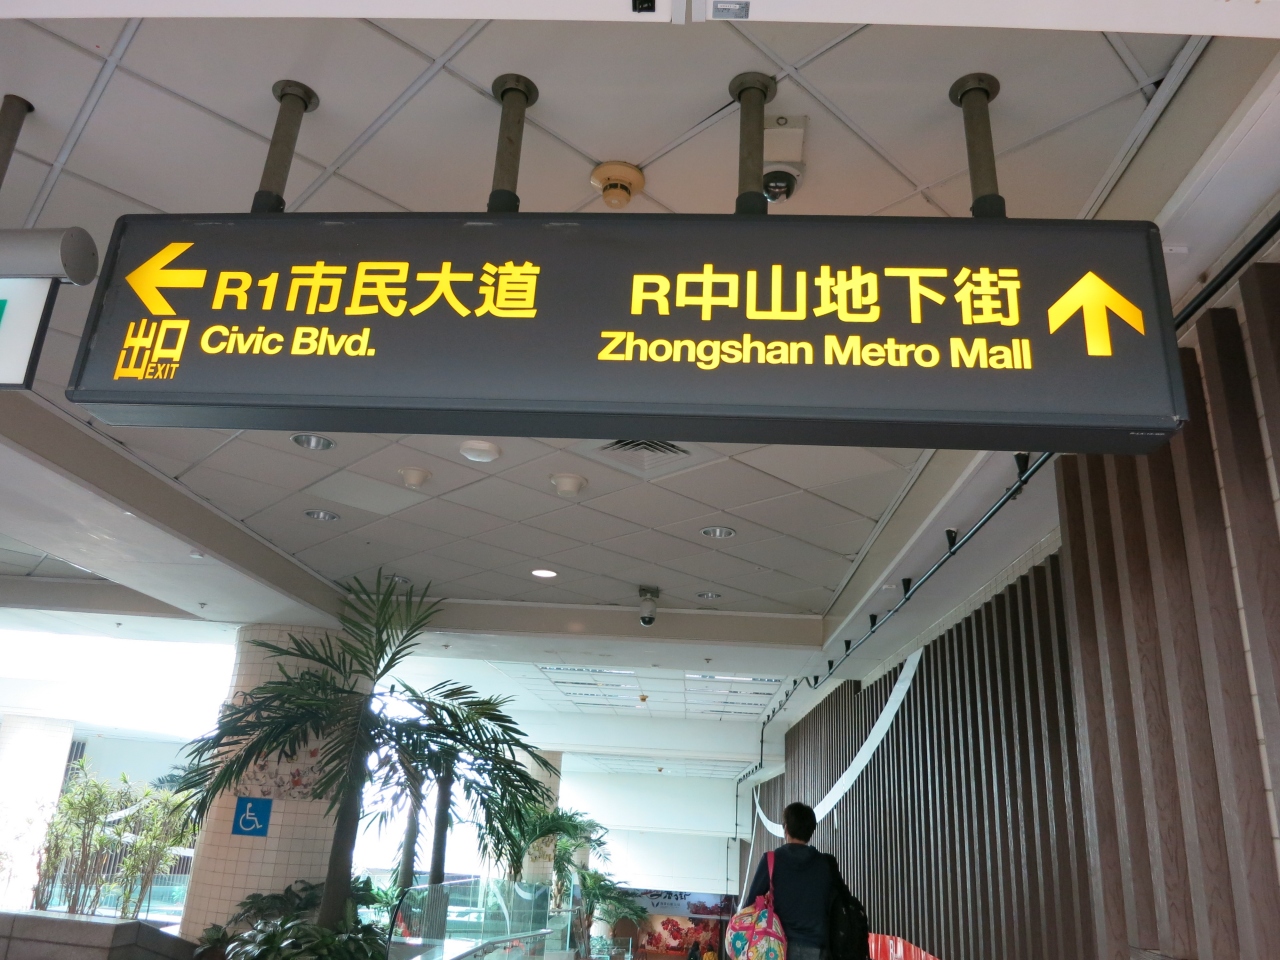 R1市民大道
出口
EXIT
Civic Blvd.
R中山地下街
Zhongshan Metro Mall